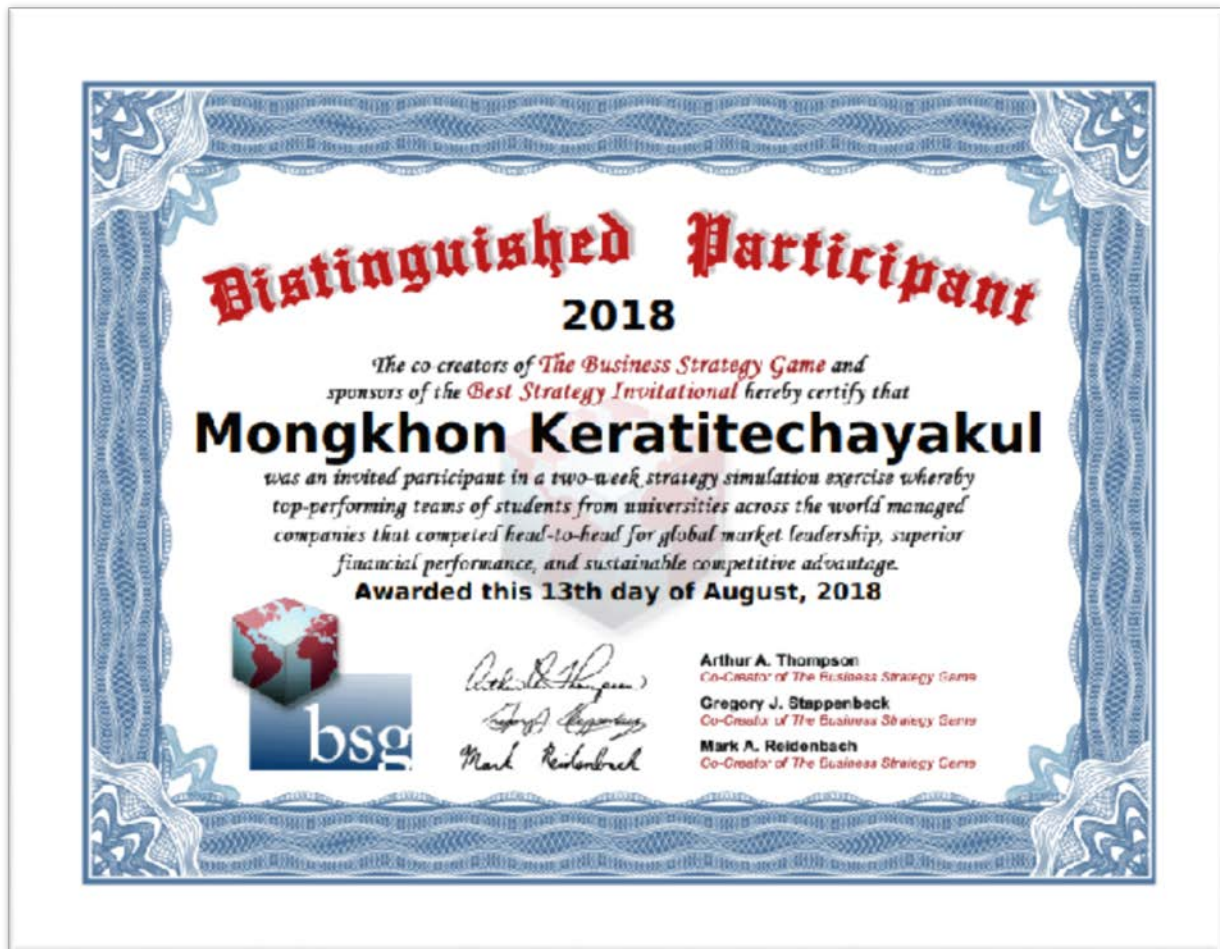 Distinguished Participant
2018
The co creators of The Business Strategy Game and
sponsors of the Best Strategy Invitational hereby certify that
Mongkhon Keratitechayakul
was an invited participant in a two-week strategy simulation exercise whereby
top-performing teams of students from universities across the world managed
companies that competed head-to-head for global market leadership, superior
financial performance, and sustainable competitive advantage.
Awarded this 13th day of August, 2018
bsg
Arthur A. Thompson
Co-Creator of The Business Strategy Game
Gregory J. Stappenbeck
Co-Creator of The Business Strategy Game
Mark A. Reidenbach
Co-Creator of The Business Strategy Game
Mark Reidenbach